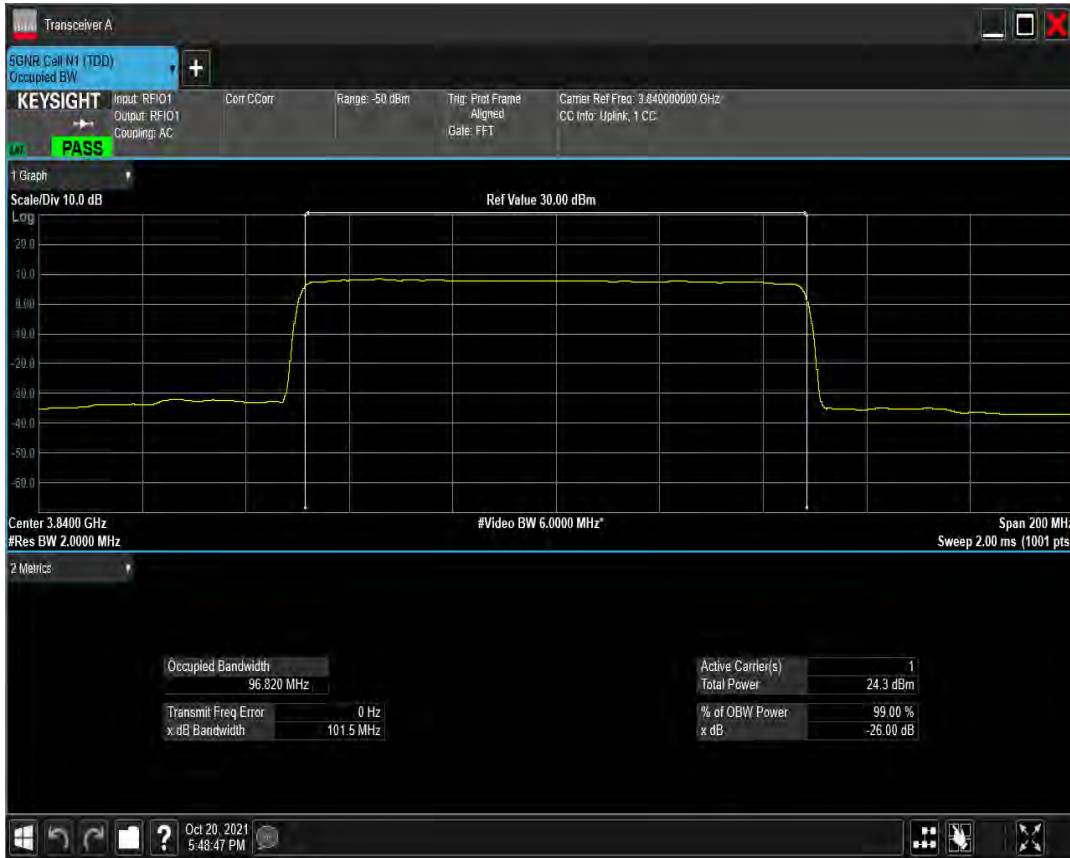 Transceiver A
5GNR Cell N1 (TDD)
Occupied BW
+
KEYSIGHT
PASS
Input: RFIO1
Output: RFIO1
Coupling: AC
Corr CCorr
Range: -50 dBm
Trig: Prot Frame
Aligned
Gate: FFT
Carrier Ref Freq: 3.840000000 GHz
CC Info: Uplink, 1 CC
1 Graph
Scale/Div 10.0 dB
Ref Value 30.00 dBm
Log
20.0
10.0
0.00
-10.0
-20.0
-30.0
-40.0
-50.0
-60.0
Center 3.8400 GHz
#Video BW 6.0000 MHz*
Span 200 MHz
#Res BW 2.0000 MHz
Sweep 2.00 ms (1001 pts
2 Metrics
Occupied Bandwidth
96.820 MHz
Transmit Freq Error 0 Hz
x dB Bandwidth 101.5 MHz
Active Carrier(s) 1
Total Power 24.3 dBm
% of OBW Power 99.00 %
x dB -26.00 dB
?
Oct 20, 2021
5:48:47 PM